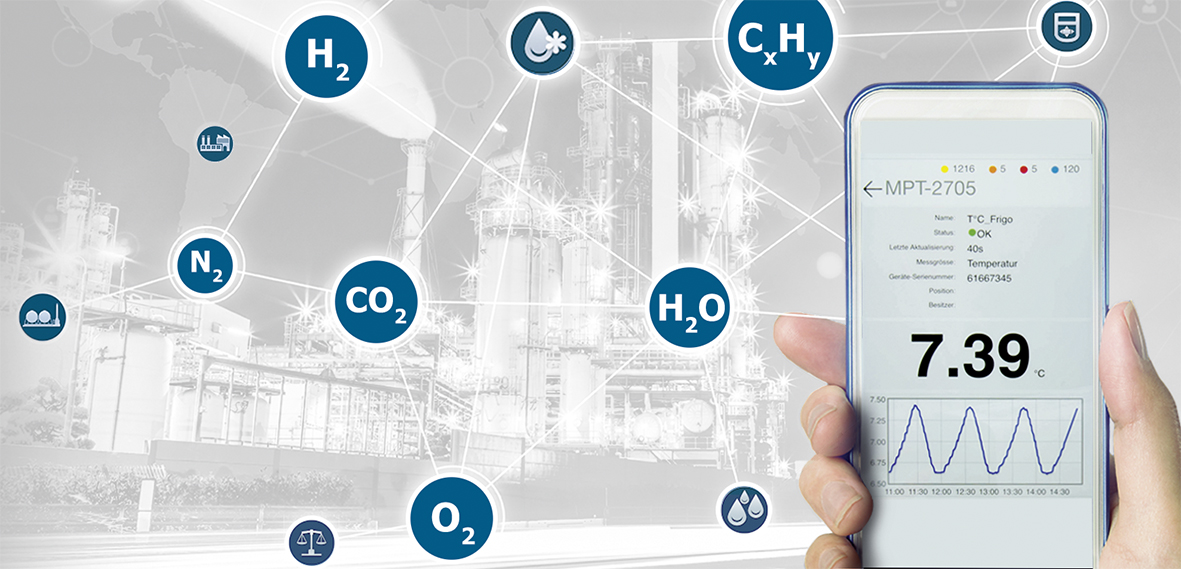 H2
CxHy
N2
CO2
H2O
O2
1216 5 5 120
←MPT-2705
Name: T°C_Frigo
Status: OK
Letzte Aktualisierung: 40s
Messgrösse: Temperatur
Geräte-Serienummer: 61667345
Position:
Besitzer:
7.39 °C
7.50
7.25
7.00
6.75
6.50
11:00 11:30 12:00 12:30 13:00 13:30 14:00 14:30